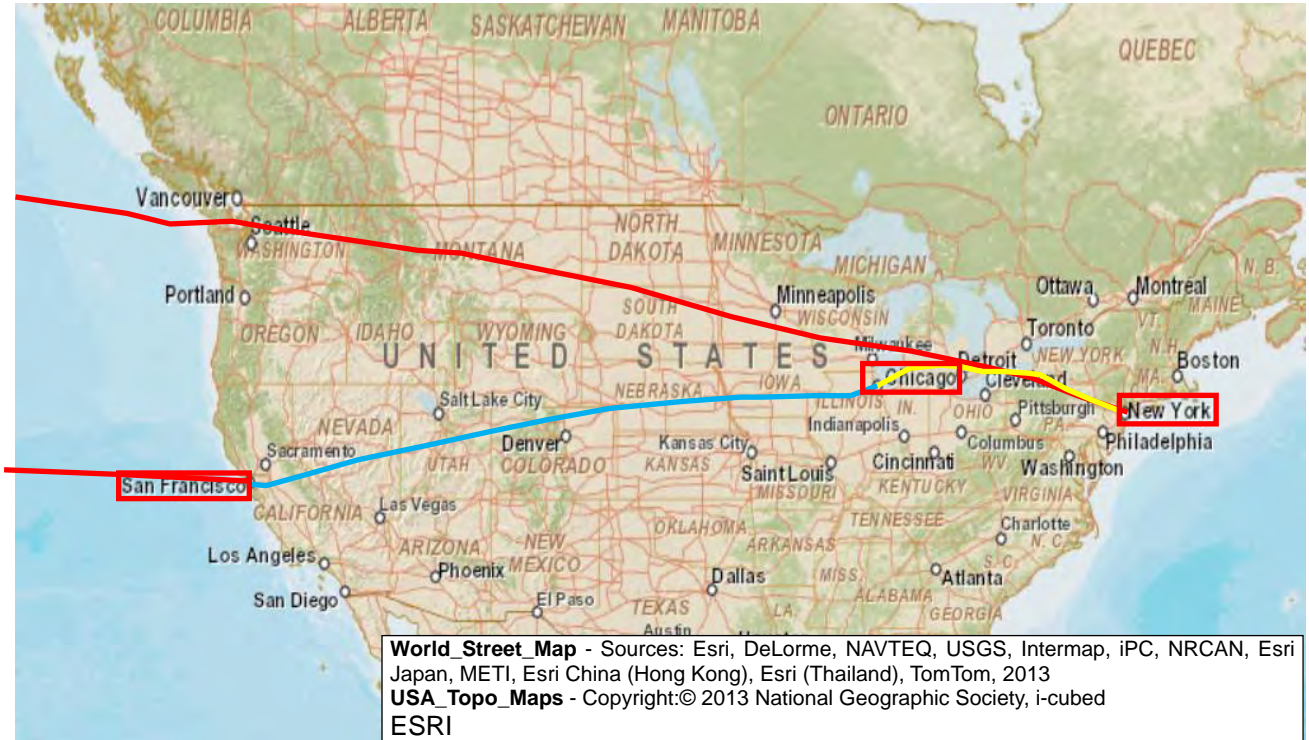 COLUMBIA
ALBERTA
SASKATCHEWAN
MANITOBA
QUEBEC
ONTARIO
Vancouver
Seattle
WASHINGTON
MONTANA
NORTH
DAKOTA
MINNESOTA
MICHIGAN
N. B.
Portland
Minneapolis
Ottawa
Montréal
MAINE
OREGON
IDAHO
WYOMING
SOUTH
DAKOTA
WISCONSIN
Toronto
VT.
N.H.
UNITED STATES
Milwaukee
Detroit
NEW YORK
Boston
MA.
Chicago
Cleveland
NEBRASKA
IOWA
Salt Lake City
ILLINOIS
IN.
OHIO
Pittsburgh
PA.
New York
NEVADA
Indianapolis
Columbus
Philadelphia
Sacramento
UTAH
Denver
COLORADO
Kansas City
KANSAS
Saint Louis
MISSOURI
Cincinnati
WV.
Washington
San Francisco
KENTUCKY
VIRGINIA
CALIFORNIA
Las Vegas
OKLAHOMA
TENNESSEE
Charlotte
N. C.
Los Angeles
ARIZONA
NEW
MEXICO
ARKANSAS
S. C.
Phoenix
Dallas
MISS.
ALABAMA
Atlanta
San Diego
El Paso
TEXAS
LA.
GEORGIA
Austin
World_Street_Map - Sources: Esri, DeLorme, NAVTEQ, USGS, Intermap, iPC, NRCAN, Esri
Japan, METI, Esri China (Hong Kong), Esri (Thailand), TomTom, 2013
USA_Topo_Maps - Copyright:© 2013 National Geographic Society, i-cubed
ESRI